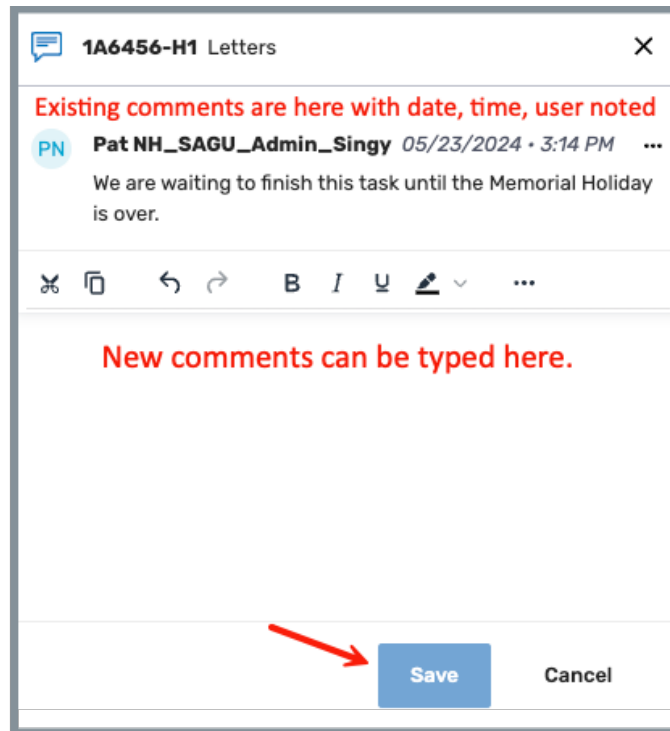 1A6456-H1 Letters
Existing comments are here with date, time, user noted
PN Pat NH_SAGU_Admin_Singy 05/23/2024 • 3:14 PM
We are waiting to finish this task until the Memorial Holiday
is over.
B I U
New comments can be typed here.
Save Cancel